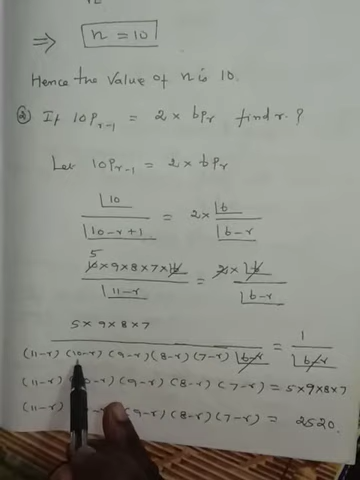 ⇒ n = 10
Hence the Value of n is 10.
② If 10P r-1 = 2 × 6Pr find r.?
Let 10P r-1 = 2 × 6Pr
⌊10 / ⌊10-r+1 = 2 × ⌊6 / ⌊6-r
5
10×9×8×7×⌊6 / ⌊11-r = 2×⌊6 / ⌊6-r
5×9×8×7 / (11-r)(10-r)(9-r)(8-r)(7-r)⌊6-r = 1 / ⌊6-r
(11-r)(10-r)(9-r)(8-r)(7-r) = 5×9×8×7
(11-r) -r)(9-r)(8-r)(7-r) = 2520.